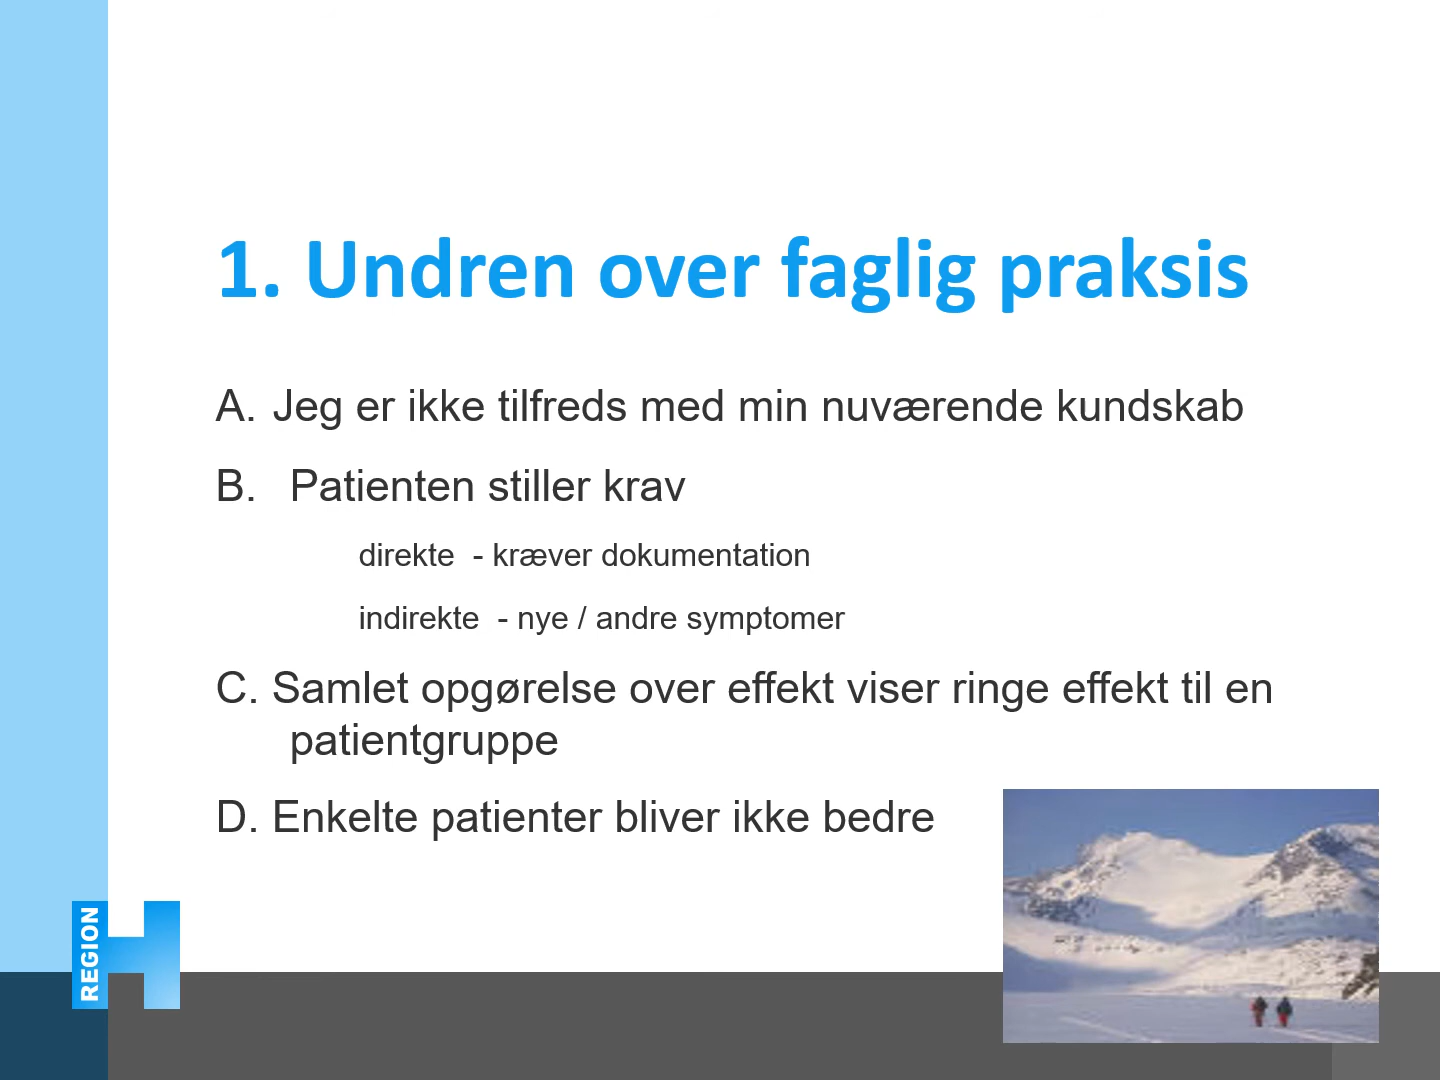 1. Undren over faglig praksis
A. Jeg er ikke tilfreds med min nuværende kundskab
B. Patienten stiller krav
direkte - kræver dokumentation
indirekte - nye / andre symptomer
C. Samlet opgørelse over effekt viser ringe effekt til en
patientgruppe
D. Enkelte patienter bliver ikke bedre
REGION
H